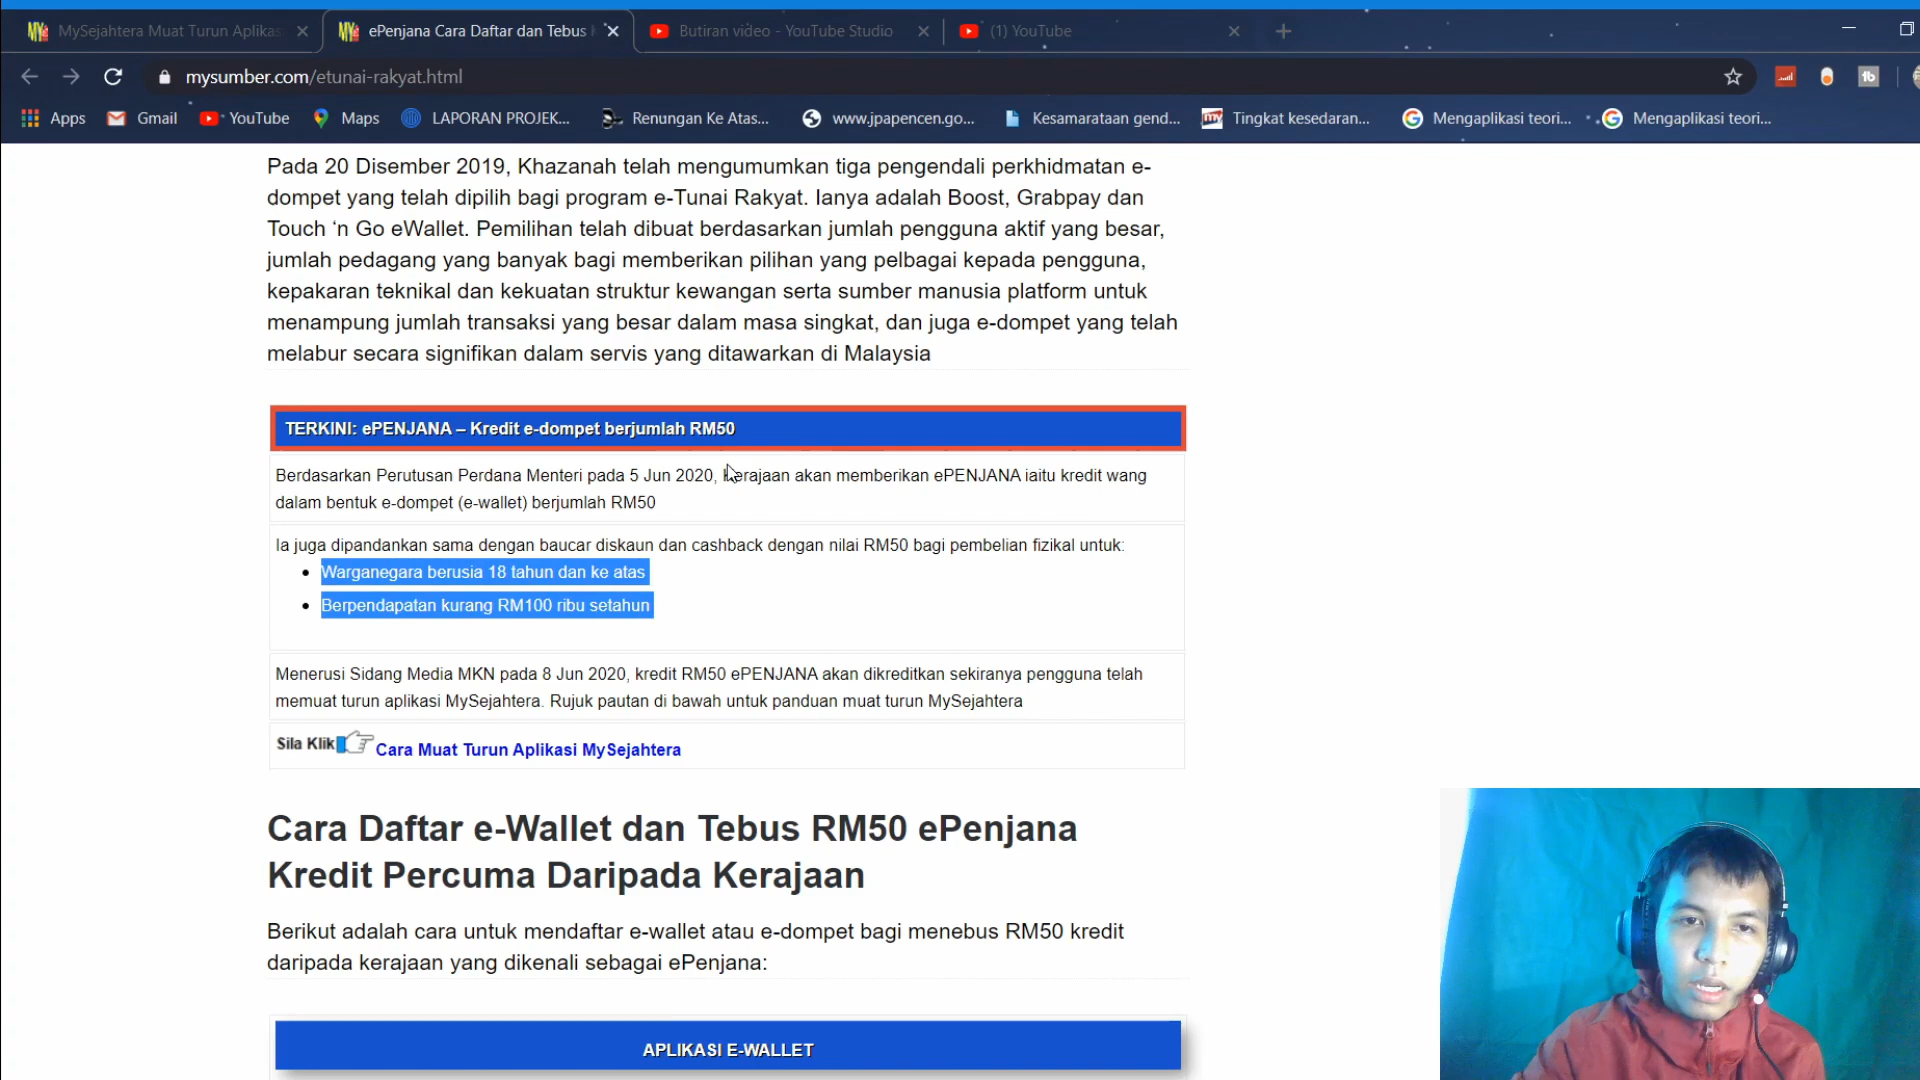 MySejahtera Muat Turun Aplikas
ePenjana Cara Daftar dan Tebus
Butiran video - YouTube Studio
(1) YouTube
mysumber.com/etunai-rakyat.html
Apps
Gmail
YouTube
Maps
LAPORAN PROJEK...
Renungan Ke Atas...
www.jpapencen.go...
Kesamarataan gend...
Tingkat kesedaran...
Mengaplikasi teori...
Mengaplikasi teori...
Pada 20 Disember 2019, Khazanah telah mengumumkan tiga pengendali perkhidmatan e-
dompet yang telah dipilih bagi program e-Tunai Rakyat. Ianya adalah Boost, Grabpay dan
Touch ‘n Go eWallet. Pemilihan telah dibuat berdasarkan jumlah pengguna aktif yang besar,
jumlah pedagang yang banyak bagi memberikan pilihan yang pelbagai kepada pengguna,
kepakaran teknikal dan kekuatan struktur kewangan serta sumber manusia platform untuk
menampung jumlah transaksi yang besar dalam masa singkat, dan juga e-dompet yang telah
melabur secara signifikan dalam servis yang ditawarkan di Malaysia
TERKINI: ePENJANA – Kredit e-dompet berjumlah RM50
Berdasarkan Perutusan Perdana Menteri pada 5 Jun 2020, Kerajaan akan memberikan ePENJANA iaitu kredit wang
dalam bentuk e-dompet (e-wallet) berjumlah RM50
Ia juga dipandankan sama dengan baucar diskaun dan cashback dengan nilai RM50 bagi pembelian fizikal untuk:
Warganegara berusia 18 tahun dan ke atas
Berpendapatan kurang RM100 ribu setahun
Menerusi Sidang Media MKN pada 8 Jun 2020, kredit RM50 ePENJANA akan dikreditkan sekiranya pengguna telah
memuat turun aplikasi MySejahtera. Rujuk pautan di bawah untuk panduan muat turun MySejahtera
Sila Klik Cara Muat Turun Aplikasi MySejahtera
Cara Daftar e-Wallet dan Tebus RM50 ePenjana
Kredit Percuma Daripada Kerajaan
Berikut adalah cara untuk mendaftar e-wallet atau e-dompet bagi menebus RM50 kredit
daripada kerajaan yang dikenali sebagai ePenjana:
APLIKASI E-WALLET